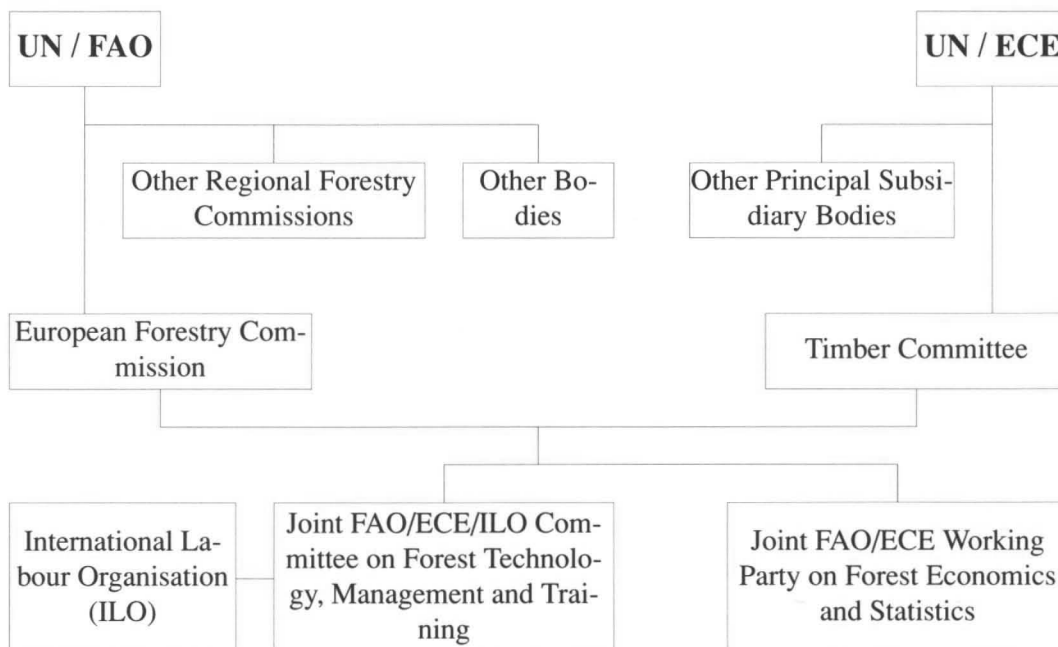 UN / FAO
UN / ECE
Other Regional Forestry
Commissions
Other Bo-
dies
Other Principal Subsi-
diary Bodies
European Forestry Com-
mission
Timber Committee
International La-
bour Organisation
(ILO)
Joint FAO/ECE/ILO Com-
mittee on Forest Technolo-
gy, Management and Trai-
ning
Joint FAO/ECE Working
Party on Forest Economics
and Statistics